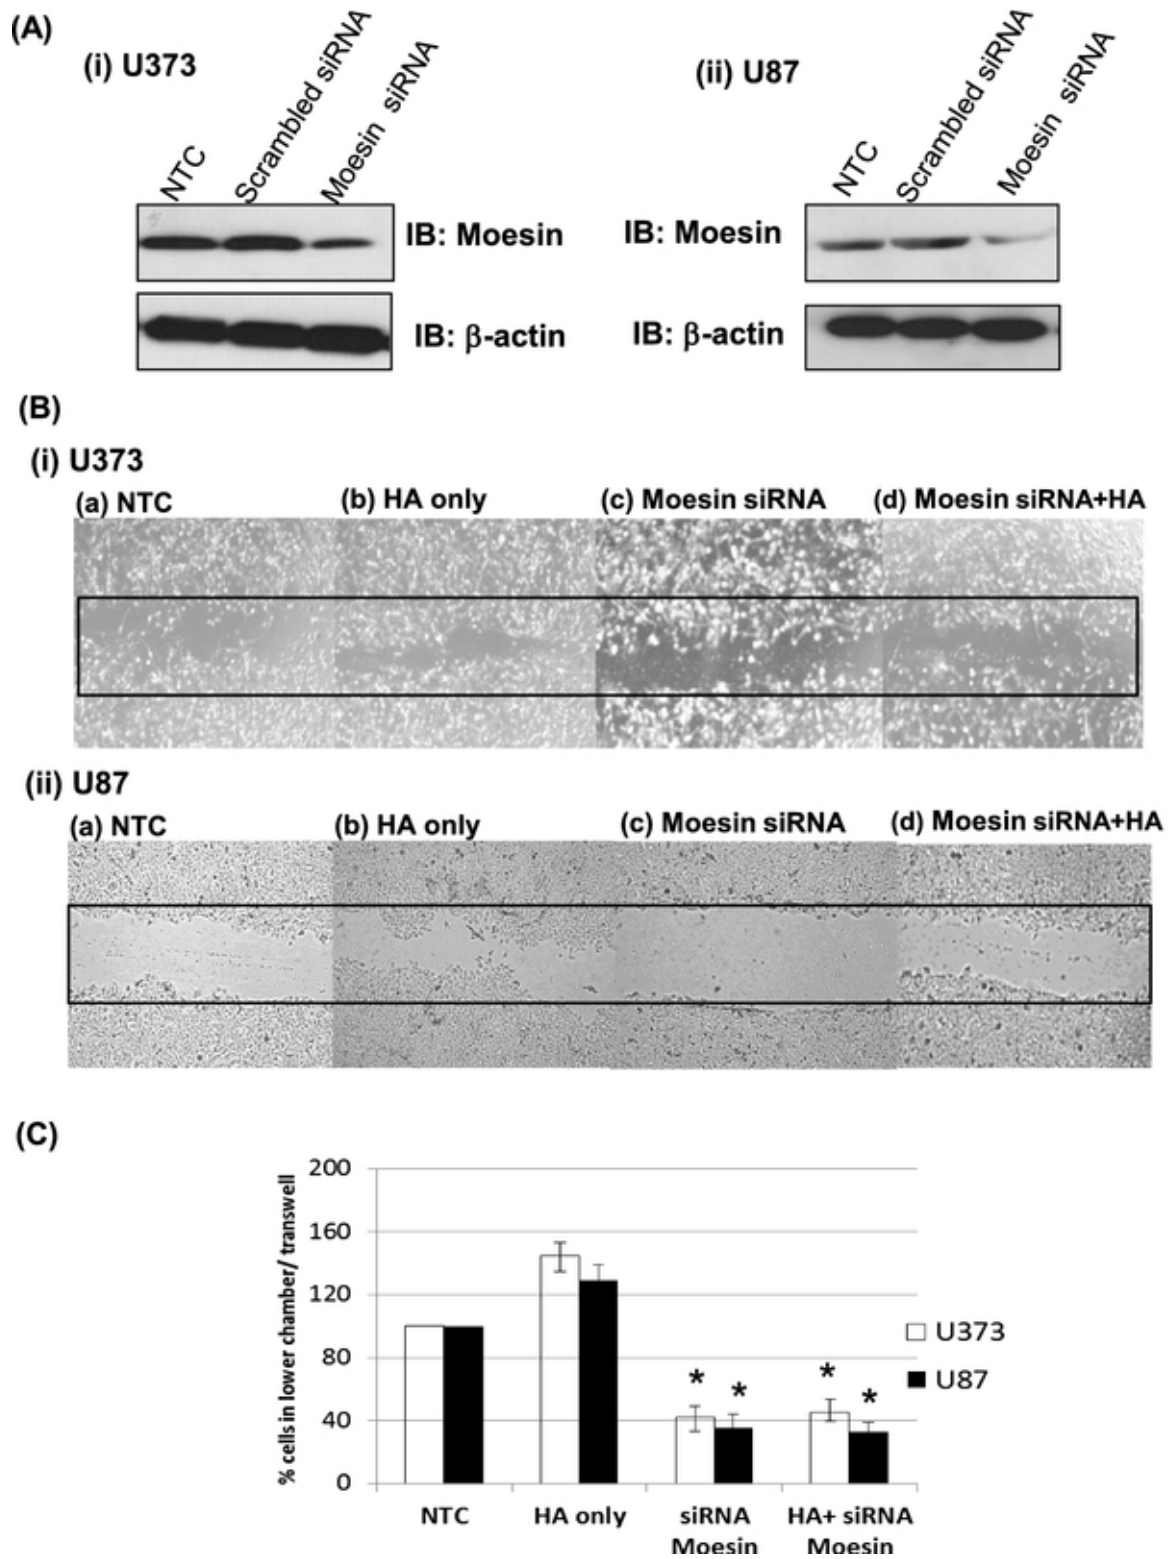 (A)
(i) U373
(ii) U87
NTC
Scrambled siRNA
Moesin siRNA
NTC
Scrambled siRNA
Moesin siRNA
IB: Moesin
IB: Moesin
IB: β-actin
IB: β-actin
(B)
(i) U373
(a) NTC
(b) HA only
(c) Moesin siRNA
(d) Moesin siRNA+HA
(ii) U87
(a) NTC
(b) HA only
(c) Moesin siRNA
(d) Moesin siRNA+HA
(C)
% cells in lower chamber/ transwell
200
160
120
80
40
0
* * * *
U373
U87
NTC
HA only
siRNA
Moesin
HA+ siRNA
Moesin